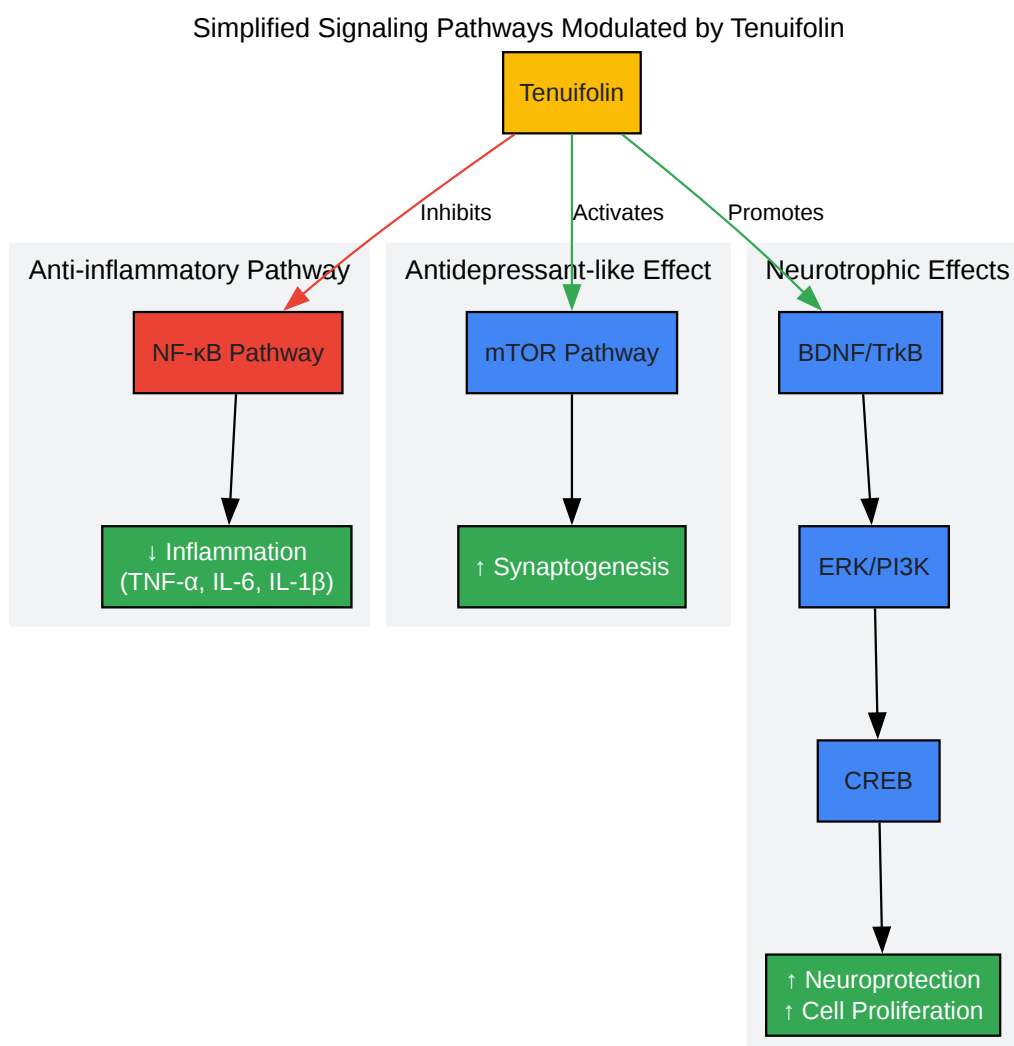 Simplified Signaling Pathways Modulated by Tenuifolin
Tenuifolin
Inhibits
Activates
Promotes
Anti-inflammatory Pathway
Antidepressant-like Effect
Neurotrophic Effects
NF-κB Pathway
mTOR Pathway
BDNF/TrkB
↓ Inflammation
(TNF-α, IL-6, IL-1β)
↑ Synaptogenesis
ERK/PI3K
CREB
↑ Neuroprotection
↑ Cell Proliferation